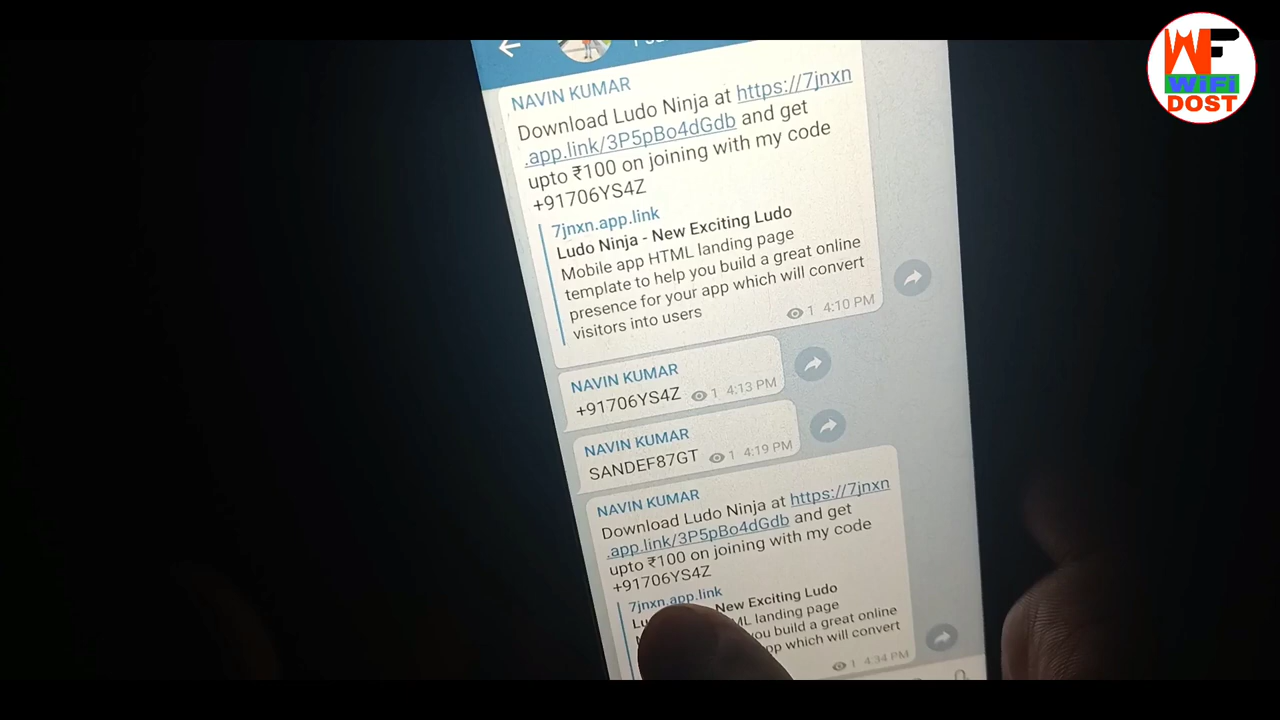 WF
WiFi
DOST
NAVIN KUMAR
Download Ludo Ninja at https://7jnxn
.app.link/3P5pBo4dGdb and get
upto ₹100 on joining with my code
+91706YS4Z
7jnxn.app.link
Ludo Ninja - New Exciting Ludo
Mobile app HTML landing page
template to help you build a great online
presence for your app which will convert
visitors into users
1 4:10 PM
NAVIN KUMAR
+91706YS4Z 1 4:13 PM
NAVIN KUMAR
SANDEF87GT 1 4:19 PM
NAVIN KUMAR
Download Ludo Ninja at https://7jnxn
.app.link/3P5pBo4dGdb and get
upto ₹100 on joining with my code
+91706YS4Z
7jnxn.app.link
New Exciting Ludo
landing page
you build a great online
app which will convert
1 4:34 PM